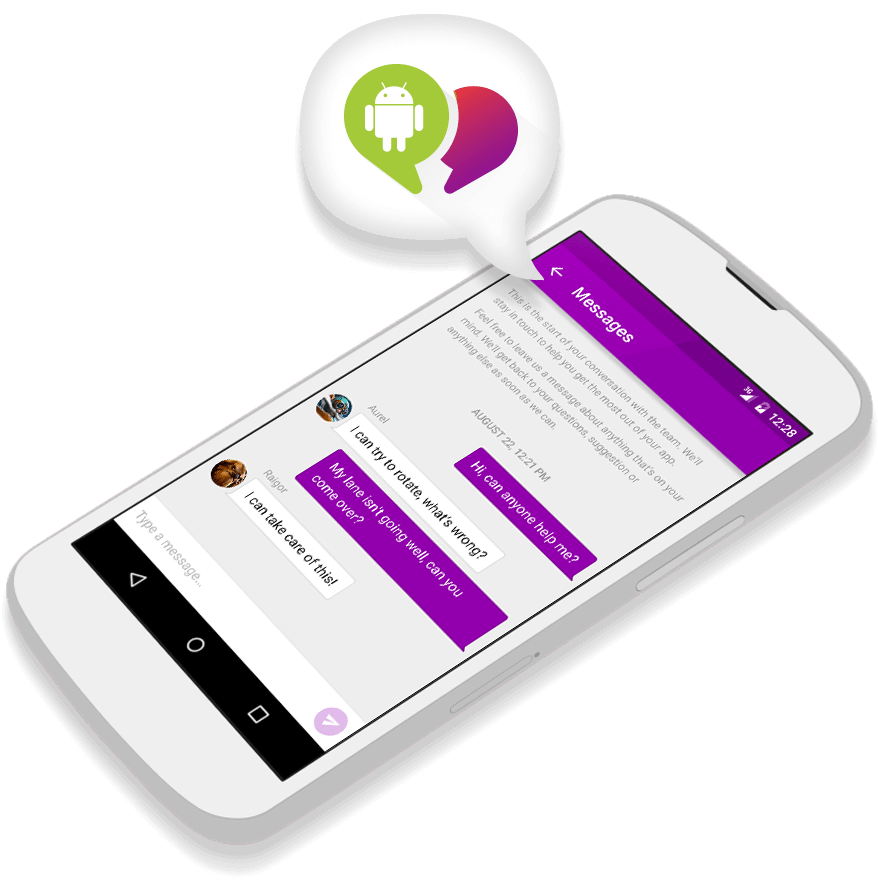 3G 12:28
Messages
This is the start of your conversation with the team. We'll
stay in touch to help you get the most out of your app.
Feel free to leave us a message about anything that's on your
mind. We'll get back to your questions, suggestion or
anything else as soon as we can.
AUGUST 22, 12:21 PM
Hi, can anyone help me?
Aurel
I can try to rotate, what's wrong?
My lane isn't going well, can you
come over?
Raigor
I can take care of this!
Type a message...